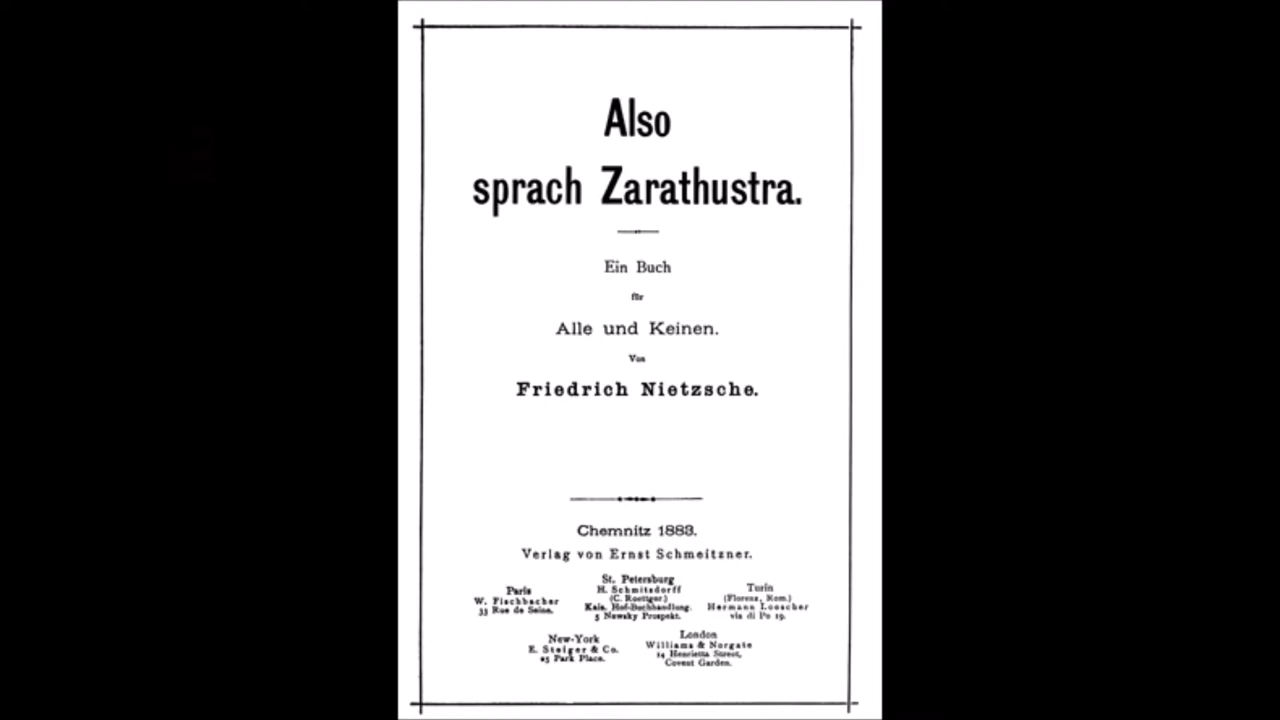 Also
sprach Zarathustra.
Ein Buch
für
Alle und Keinen.
Von
Friedrich Nietzsche.
Chemnitz 1883.
Verlag von Ernst Schmeitzner.
Paris
W. Fischbacher
33 Rue de Seine.
St. Petersburg
H. Schmitsdorff
(C. Roettger.)
Kais. Hof-Buchhandlung.
5 Newsky Prospekt.
Turin
(Florenz, Rom.)
Hermann Loescher
via di Po 19.
New-York
E. Steiger & Co.
25 Park Place.
London
Williams & Norgate
14 Henrietta Street,
Covent Garden.